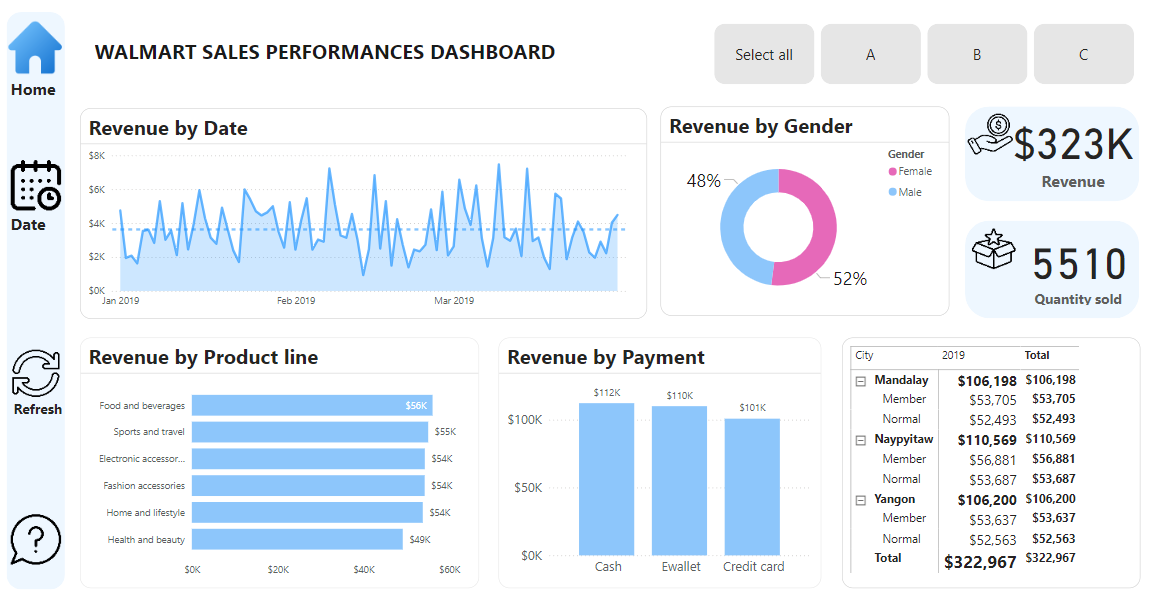 WALMART SALES PERFORMANCES DASHBOARD
Select all
A
B
C
Home
Date
Refresh
Revenue by Date
$8K
$6K
$4K
$2K
$0K
Jan 2019 Feb 2019 Mar 2019
Revenue by Gender
Gender
Female
Male
48%
52%
$323K
Revenue
5510
Quantity sold
Revenue by Product line
Food and beverages $56K
Sports and travel $55K
Electronic accessor... $54K
Fashion accessories $54K
Home and lifestyle $54K
Health and beauty $49K
$0K $20K $40K $60K
Revenue by Payment
$112K $110K $101K
$100K
$50K
$0K
Cash Ewallet Credit card
City 2019 Total
Mandalay $106,198 $106,198
Member $53,705 $53,705
Normal $52,493 $52,493
Naypyitaw $110,569 $110,569
Member $56,881 $56,881
Normal $53,687 $53,687
Yangon $106,200 $106,200
Member $53,637 $53,637
Normal $52,563 $52,563
Total $322,967 $322,967